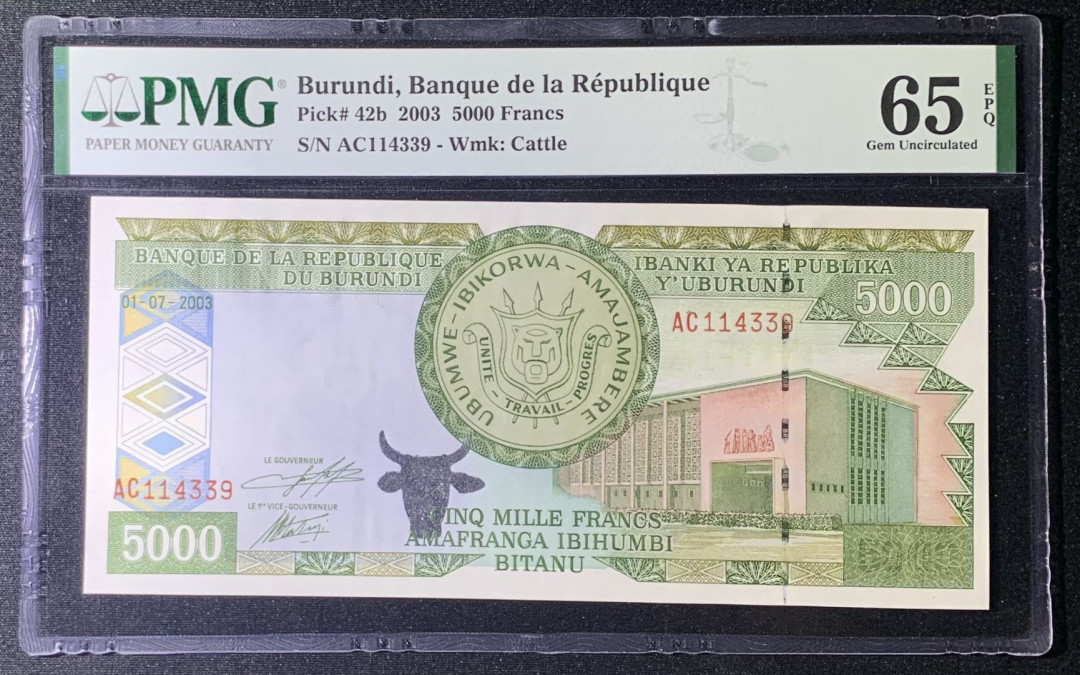 PMG®
PAPER MONEY GUARANTY
Burundi, Banque de la République
Pick# 42b 2003 5000 Francs
S/N AC114339 - Wmk: Cattle
65 EPQ
Gem Uncirculated
BANQUE DE LA REPUBLIQUE
DU BURUNDI
IBANKI YA REPUBLIKA
Y'UBURUNDI
5000
01-07-2003
AC114339
UBUMWE-IBIKORWA-AMAJAMBERE
UNITE - TRAVAIL - PROGRES
AC114339
LE GOUVERNEUR
LE 1er VICE-GOUVERNEUR
5000
CINQ MILLE FRANCS
AMAFRANGA IBIHUMBI
BITANU